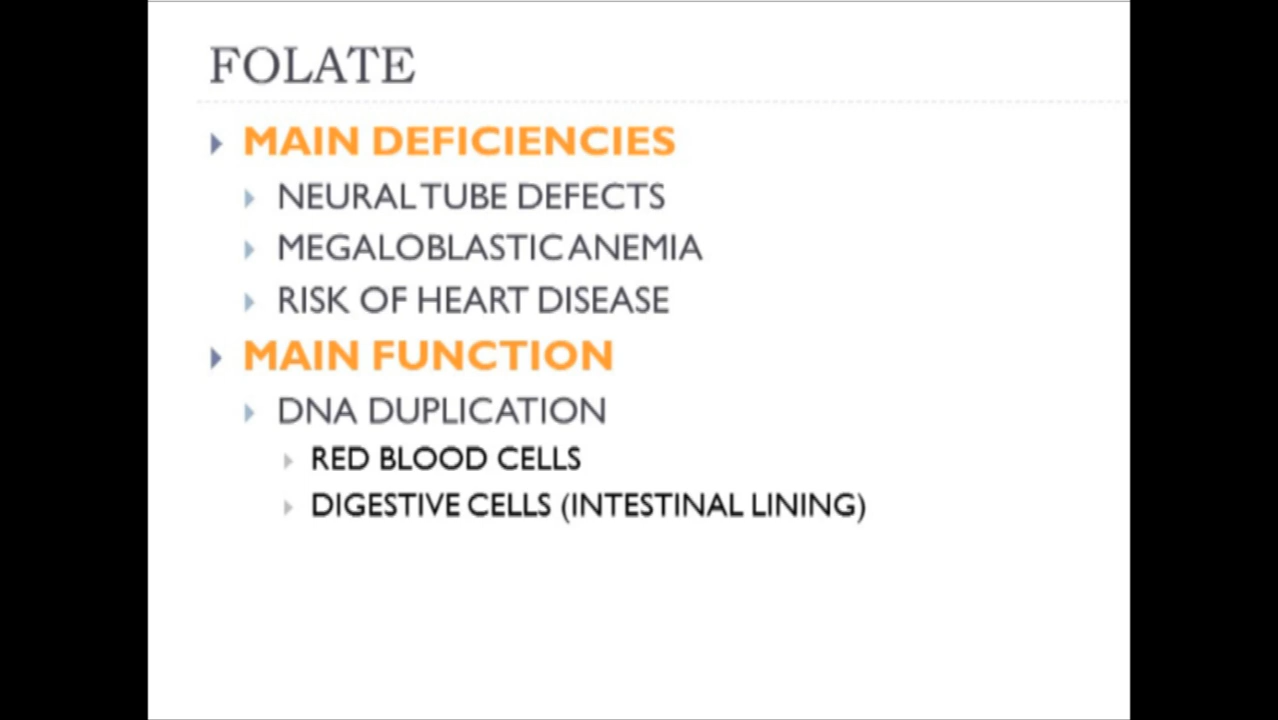 FOLATE
MAIN DEFICIENCIES
NEURAL TUBE DEFECTS
MEGALOBLASTIC ANEMIA
RISK OF HEART DISEASE
MAIN FUNCTION
DNA DUPLICATION
RED BLOOD CELLS
DIGESTIVE CELLS (INTESTINAL LINING)